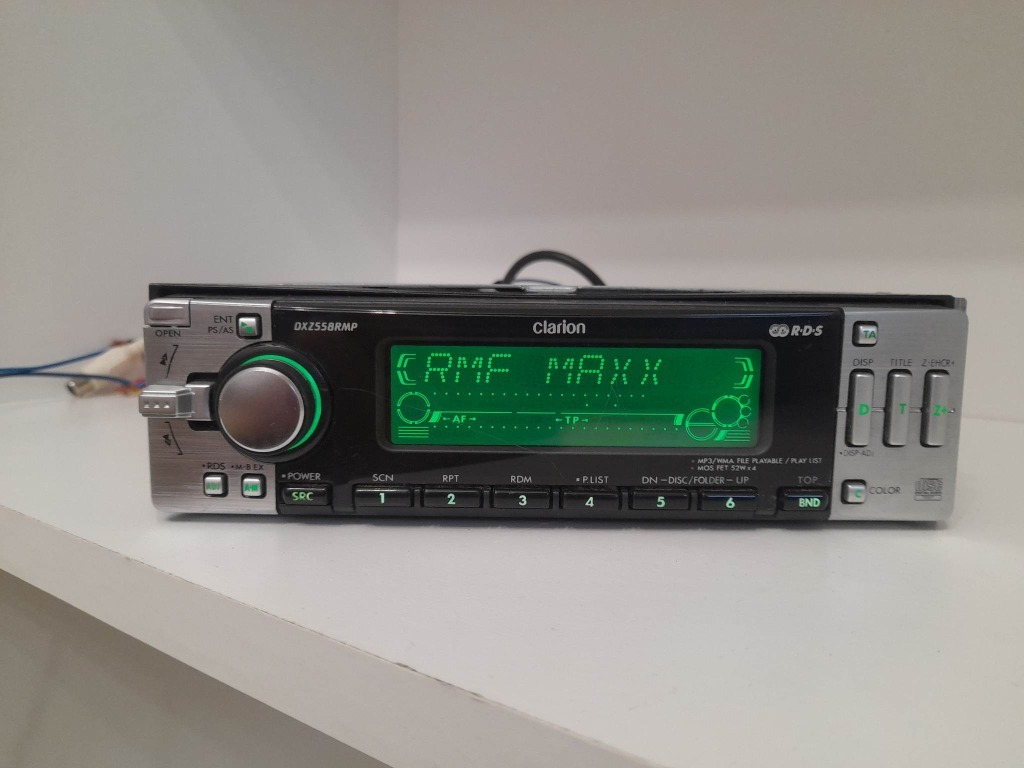 OPEN
ENT
PS/AS
DXZ558RMP
clarion
R·D·S
TA
RMF MAXX
←AF→ ←TP→
DISP TITLE Z-EHCR+
D T Z+
•DISP-ADJ
• MP3/WMA FILE PLAYABLE / PLAY LIST
• MOS FET 52W x 4
•RDS •M-B EX
•POWER SCN RPT RDM •P.LIST DN –DISC/FOLDER– UP TOP
SRC 1 2 3 4 5 6 BND
C COLOR